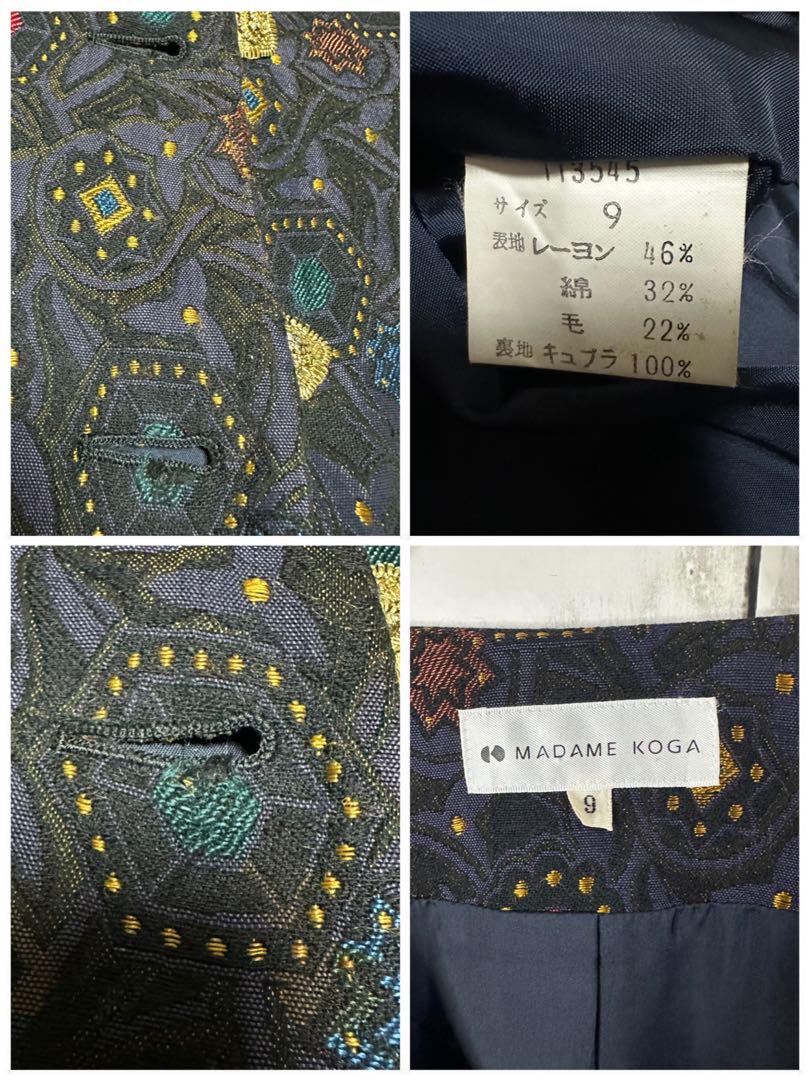 113545
サイズ 9
表地 レーヨン 46%
綿 32%
毛 22%
裏地 キュプラ 100%
MADAME KOGA
9